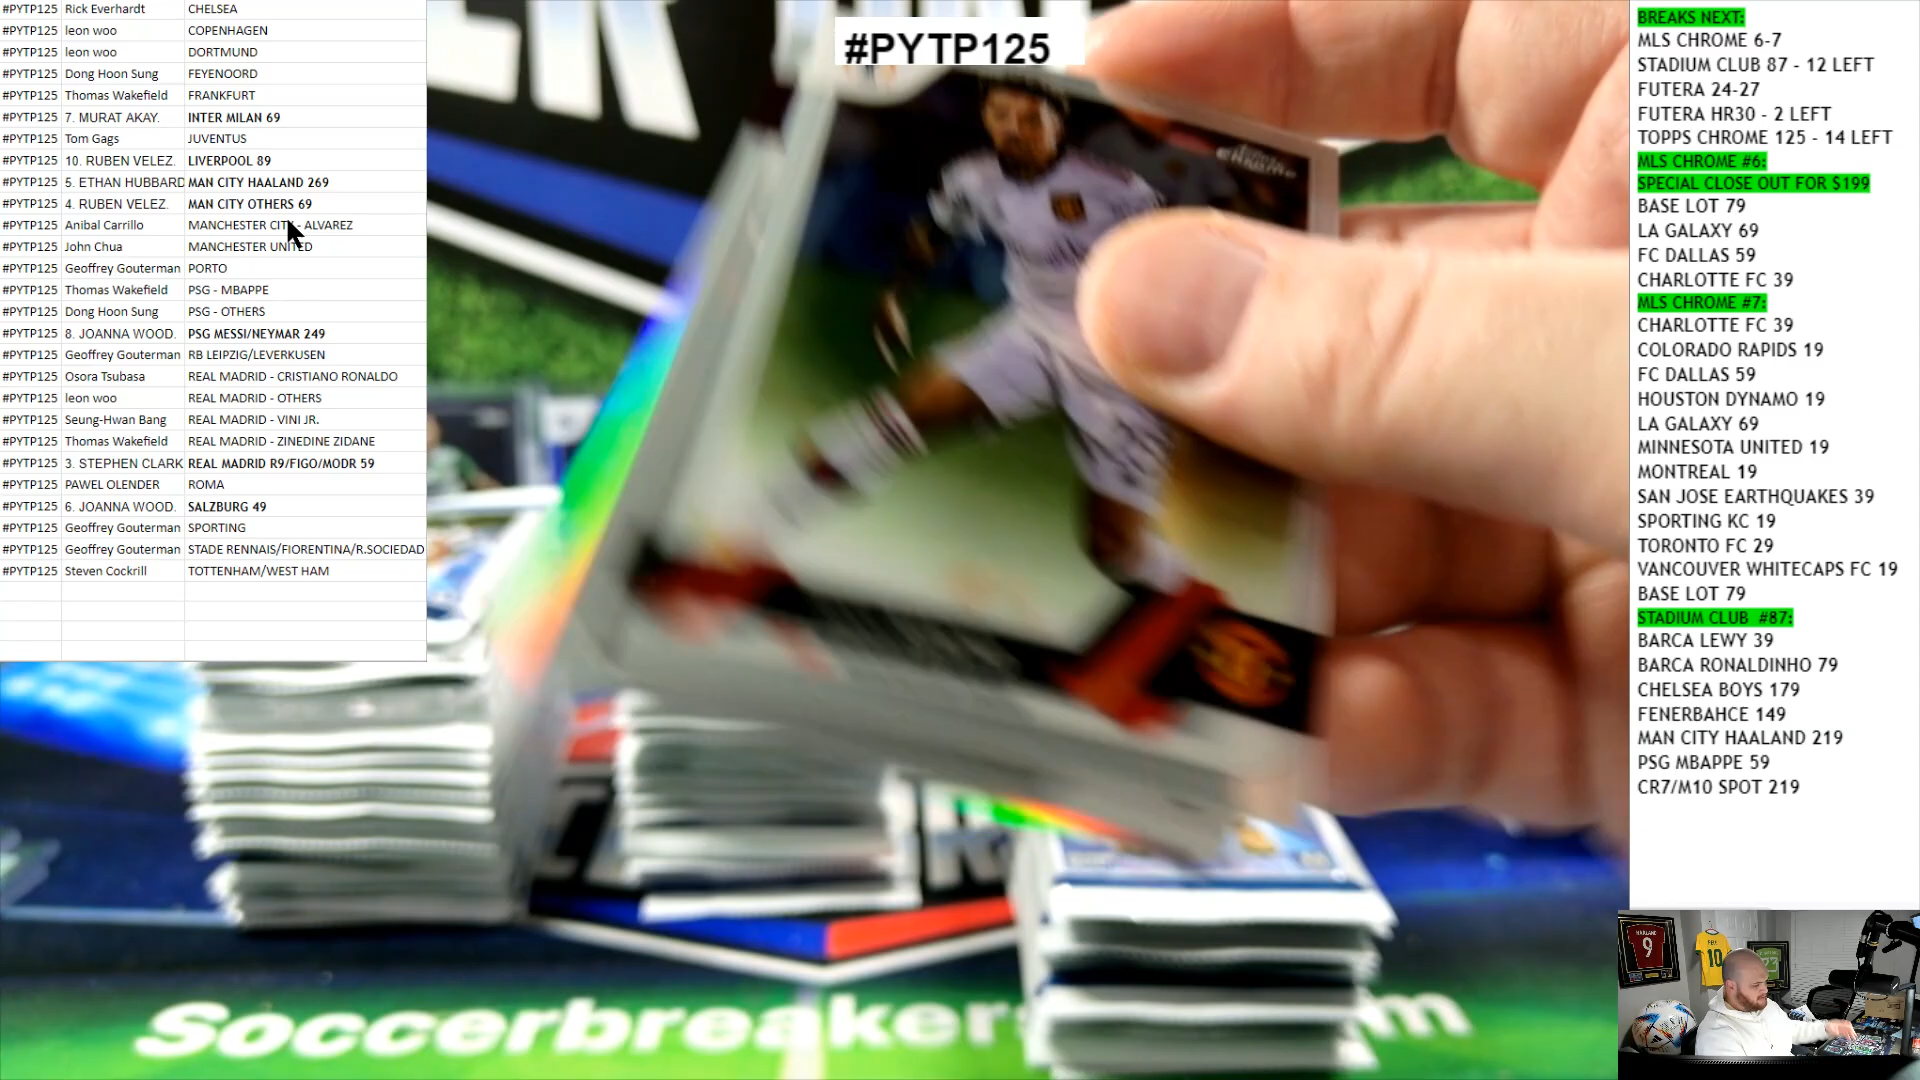 #PYTP125 Rick Everhardt CHELSEA
#PYTP125 leon woo COPENHAGEN
#PYTP125 leon woo DORTMUND
#PYTP125 Dong Hoon Sung FEYENOORD
#PYTP125 Thomas Wakefield FRANKFURT
#PYTP125 7. MURAT AKAY. INTER MILAN 69
#PYTP125 Tom Gags JUVENTUS
#PYTP125 10. RUBEN VELEZ. LIVERPOOL 89
#PYTP125 5. ETHAN HUBBARD MAN CITY HAALAND 269
#PYTP125 4. RUBEN VELEZ. MAN CITY OTHERS 69
#PYTP125 Anibal Carrillo MANCHESTER CITY - ALVAREZ
#PYTP125 John Chua MANCHESTER UNITED
#PYTP125 Geoffrey Gouterman PORTO
#PYTP125 Thomas Wakefield PSG - MBAPPE
#PYTP125 Dong Hoon Sung PSG - OTHERS
#PYTP125 8. JOANNA WOOD. PSG MESSI/NEYMAR 249
#PYTP125 Geoffrey Gouterman RB LEIPZIG/LEVERKUSEN
#PYTP125 Osora Tsubasa REAL MADRID - CRISTIANO RONALDO
#PYTP125 leon woo REAL MADRID - OTHERS
#PYTP125 Seung-Hwan Bang REAL MADRID - VINI JR.
#PYTP125 Thomas Wakefield REAL MADRID - ZINEDINE ZIDANE
#PYTP125 3. STEPHEN CLARK REAL MADRID R9/FIGO/MODR 59
#PYTP125 PAWEL OLENDER ROMA
#PYTP125 6. JOANNA WOOD. SALZBURG 49
#PYTP125 Geoffrey Gouterman SPORTING
#PYTP125 Geoffrey Gouterman STADE RENNAIS/FIORENTINA/R.SOCIEDAD
#PYTP125 Steven Cockrill TOTTENHAM/WEST HAM
#PYTP125
BREAKS NEXT:
MLS CHROME 6-7
STADIUM CLUB 87 - 12 LEFT
FUTERA 24-27
FUTERA HR30 - 2 LEFT
TOPPS CHROME 125 - 14 LEFT
MLS CHROME #6:
SPECIAL CLOSE OUT FOR $199
BASE LOT 79
LA GALAXY 69
FC DALLAS 59
CHARLOTTE FC 39
MLS CHROME #7:
CHARLOTTE FC 39
COLORADO RAPIDS 19
FC DALLAS 59
HOUSTON DYNAMO 19
LA GALAXY 69
MINNESOTA UNITED 19
MONTREAL 19
SAN JOSE EARTHQUAKES 39
SPORTING KC 19
TORONTO FC 29
VANCOUVER WHITECAPS FC 19
BASE LOT 79
STADIUM CLUB #87:
BARCA LEWY 39
BARCA RONALDINHO 79
CHELSEA BOYS 179
FENERBAHCE 149
MAN CITY HAALAND 219
PSG MBAPPE 59
CR7/M10 SPOT 219
HAALAND
9
10
Soccerbreaker